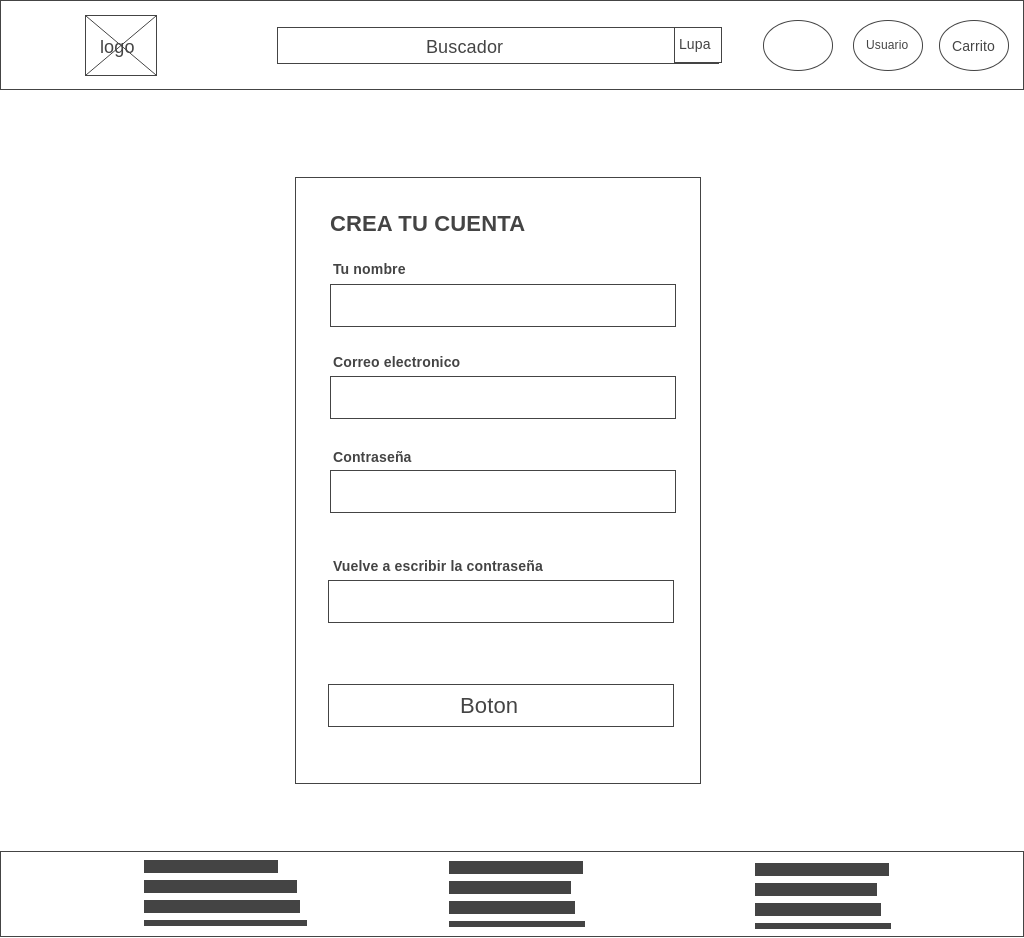 logo
Buscador
Lupa
Usuario
Carrito
CREA TU CUENTA
Tu nombre
Correo electronico
Contraseña
Vuelve a escribir la contraseña
Boton